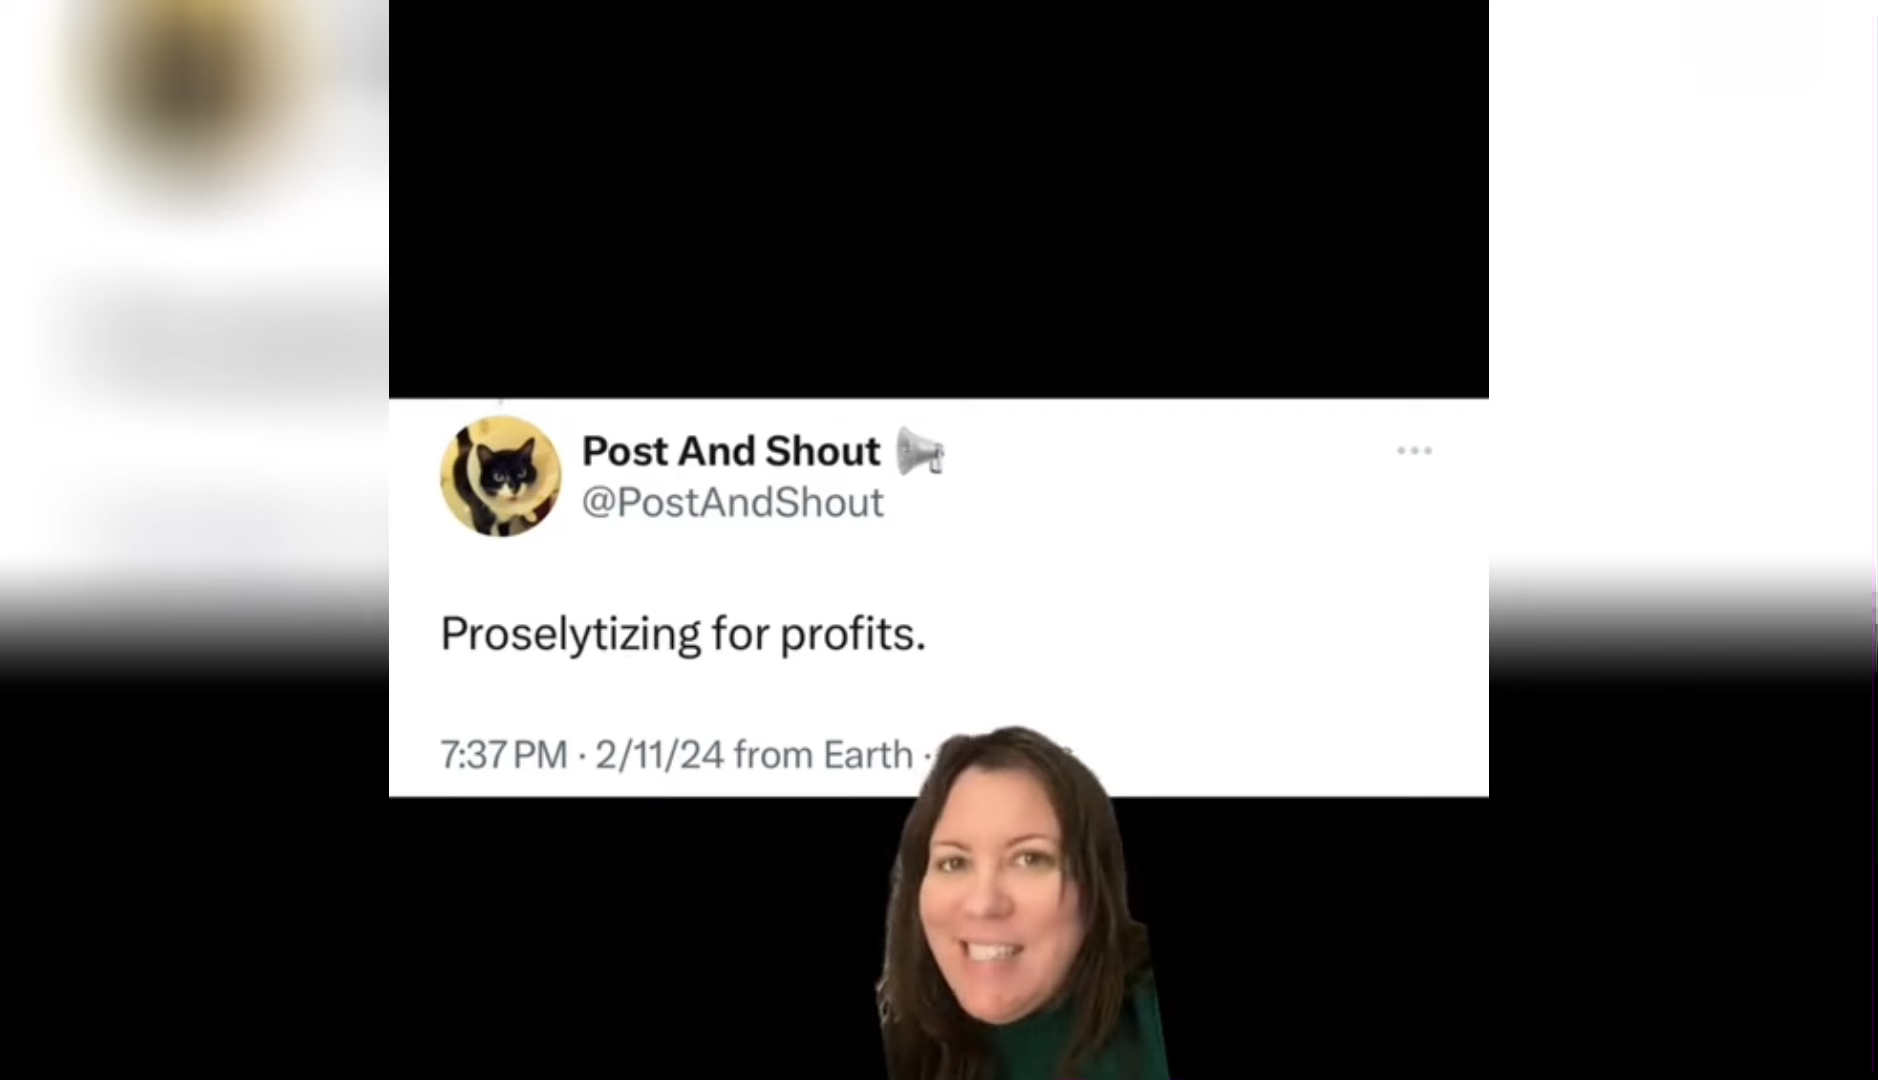 Post And Shout
@PostAndShout
Proselytizing for profits.
7:37 PM · 2/11/24 from Earth ·